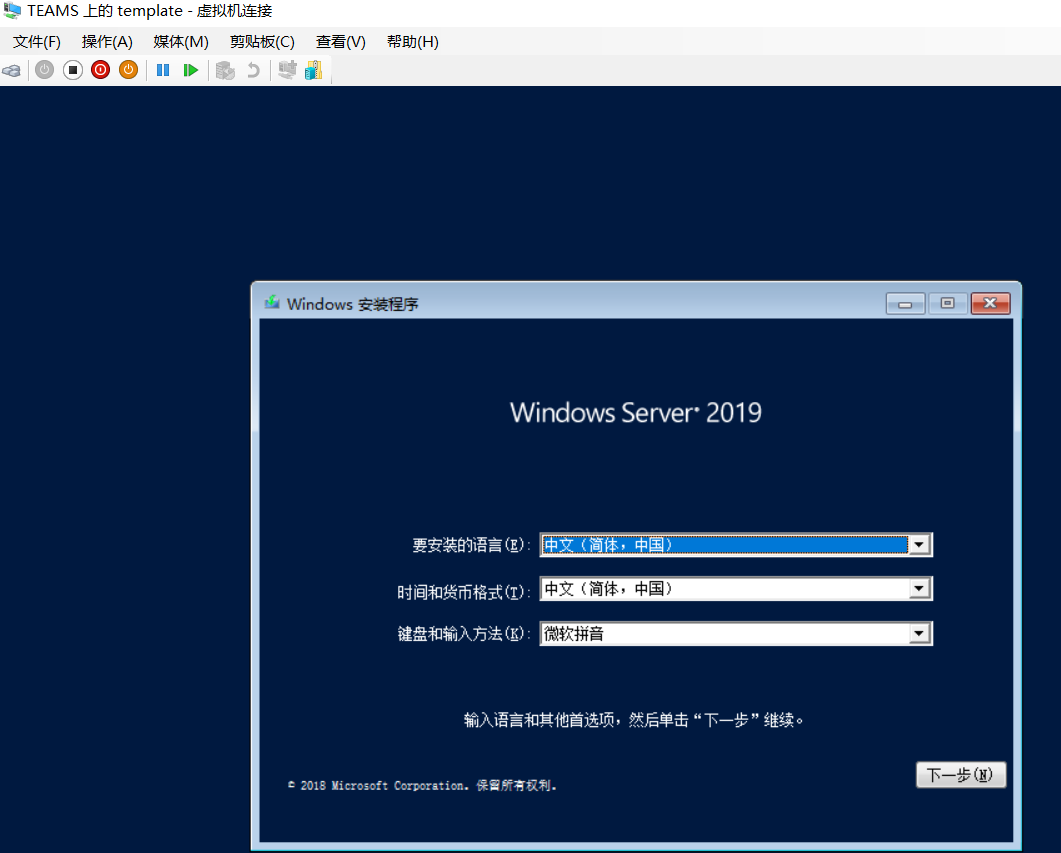 TEAMS 上的 template - 虚拟机连接
文件(F) 操作(A) 媒体(M) 剪贴板(C) 查看(V) 帮助(H)
Windows 安装程序
Windows Server® 2019
要安装的语言(E): 中文（简体，中国）
时间和货币格式(T): 中文（简体，中国）
键盘和输入方法(K): 微软拼音
输入语言和其他首选项，然后单击“下一步”继续。
下一步(N)
© 2018 Microsoft Corporation. 保留所有权利.